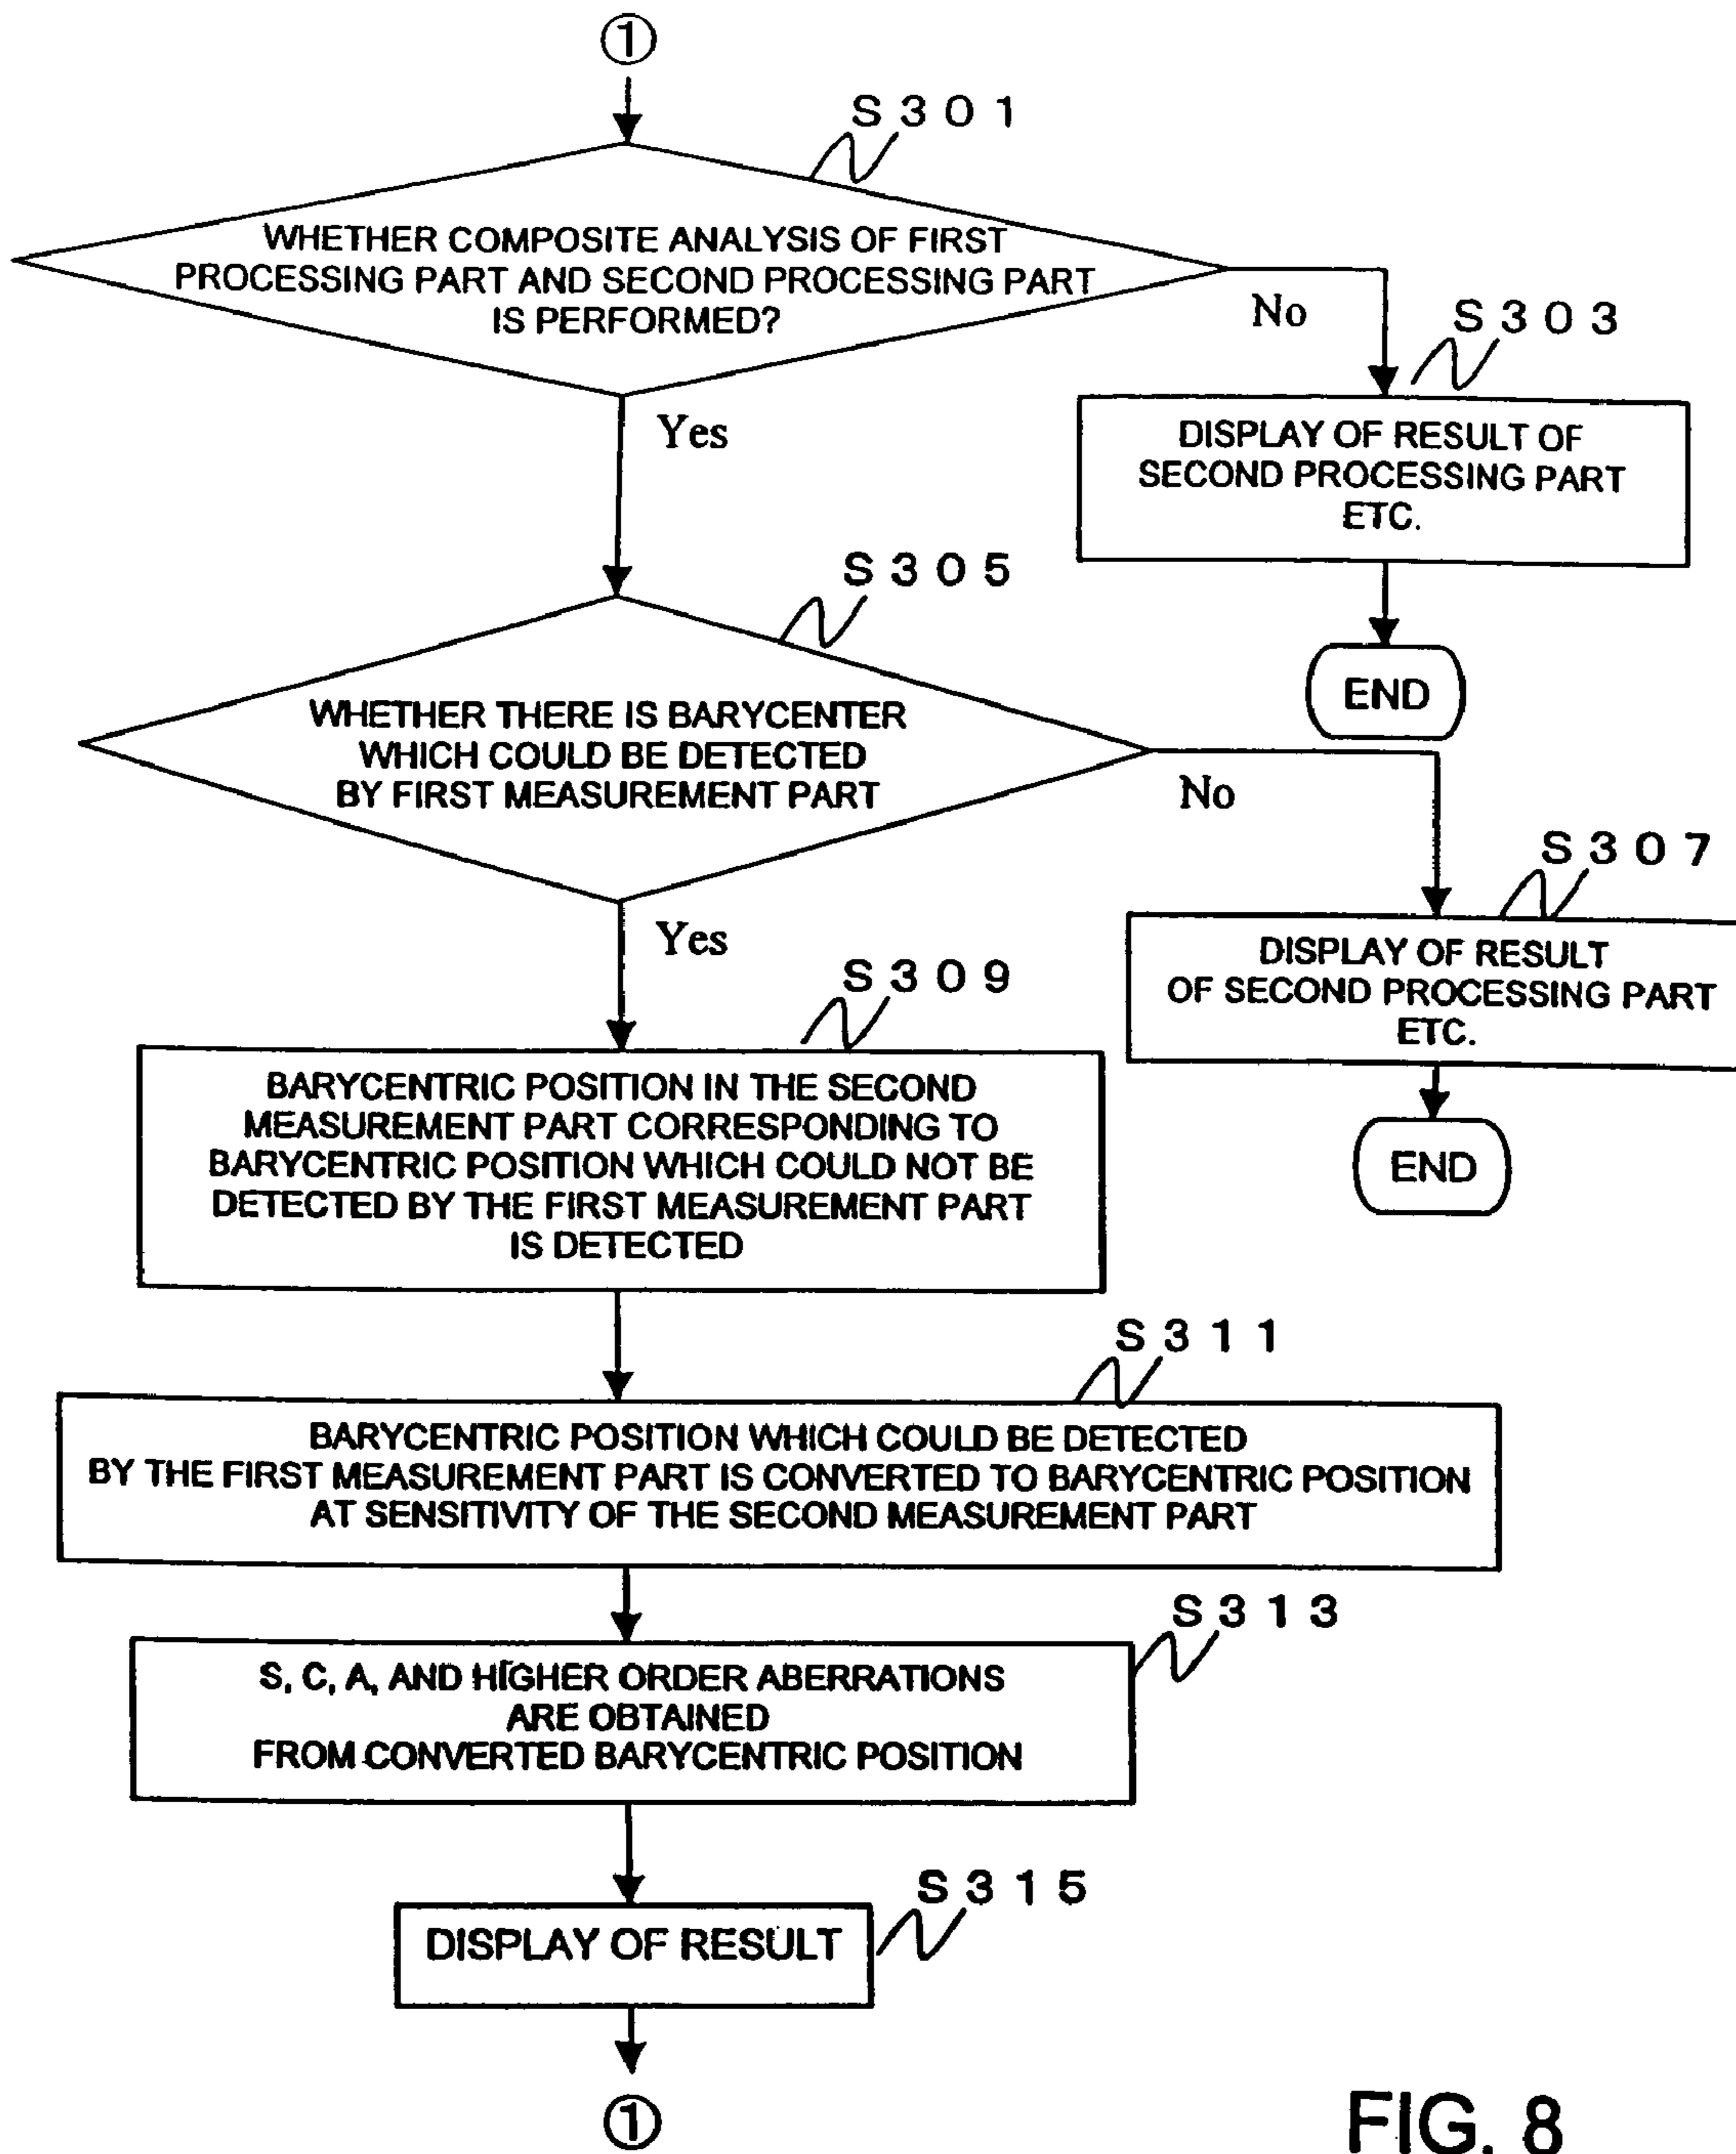 ①
S301
WHETHER COMPOSITE ANALYSIS OF FIRST
PROCESSING PART AND SECOND PROCESSING PART
IS PERFORMED?
No
Yes
S303
DISPLAY OF RESULT OF
SECOND PROCESSING PART
ETC.
END
S305
WHETHER THERE IS BARYCENTER
WHICH COULD BE DETECTED
BY FIRST MEASUREMENT PART
No
Yes
S307
DISPLAY OF RESULT
OF SECOND PROCESSING PART
ETC.
END
S309
BARYCENTRIC POSITION IN THE SECOND
MEASUREMENT PART CORRESPONDING TO
BARYCENTRIC POSITION WHICH COULD NOT BE
DETECTED BY THE FIRST MEASUREMENT PART
IS DETECTED
S311
BARYCENTRIC POSITION WHICH COULD BE DETECTED
BY THE FIRST MEASUREMENT PART IS CONVERTED TO BARYCENTRIC POSITION
AT SENSITIVITY OF THE SECOND MEASUREMENT PART
S313
S, C, A, AND HIGHER ORDER ABERRATIONS
ARE OBTAINED
FROM CONVERTED BARYCENTRIC POSITION
S315
DISPLAY OF RESULT
①
FIG. 8